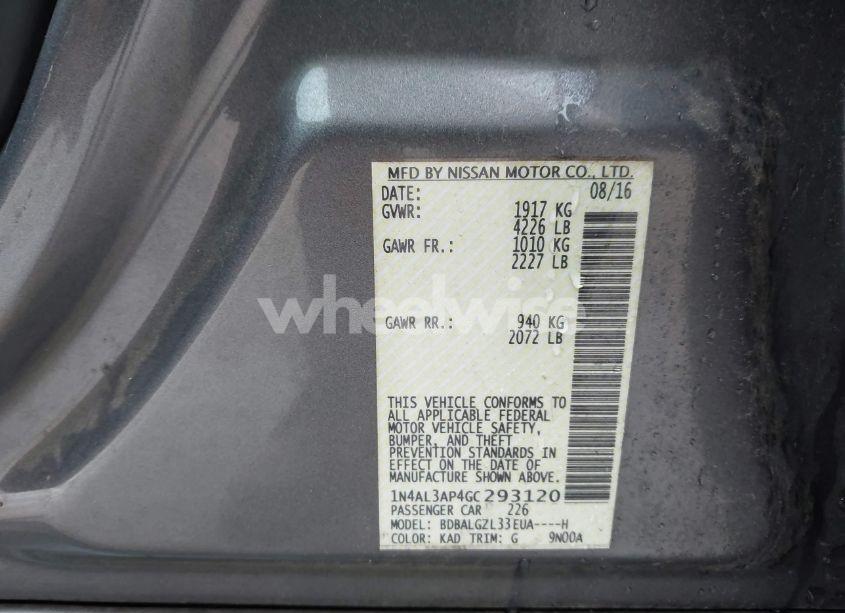 MFD BY NISSAN MOTOR CO., LTD.
DATE: 08/16
GVWR: 1917 KG
4226 LB
GAWR FR.: 1010 KG
2227 LB
wheelwise
GAWR RR.: 940 KG
2072 LB
THIS VEHICLE CONFORMS TO
ALL APPLICABLE FEDERAL
MOTOR VEHICLE SAFETY,
BUMPER, AND THEFT
PREVENTION STANDARDS IN
EFFECT ON THE DATE OF
MANUFACTURE SHOWN ABOVE.
1N4AL3AP4GC293120
PASSENGER CAR 226
MODEL: BDBALGZL33EUA----H
COLOR: KAD TRIM: G 9N00A